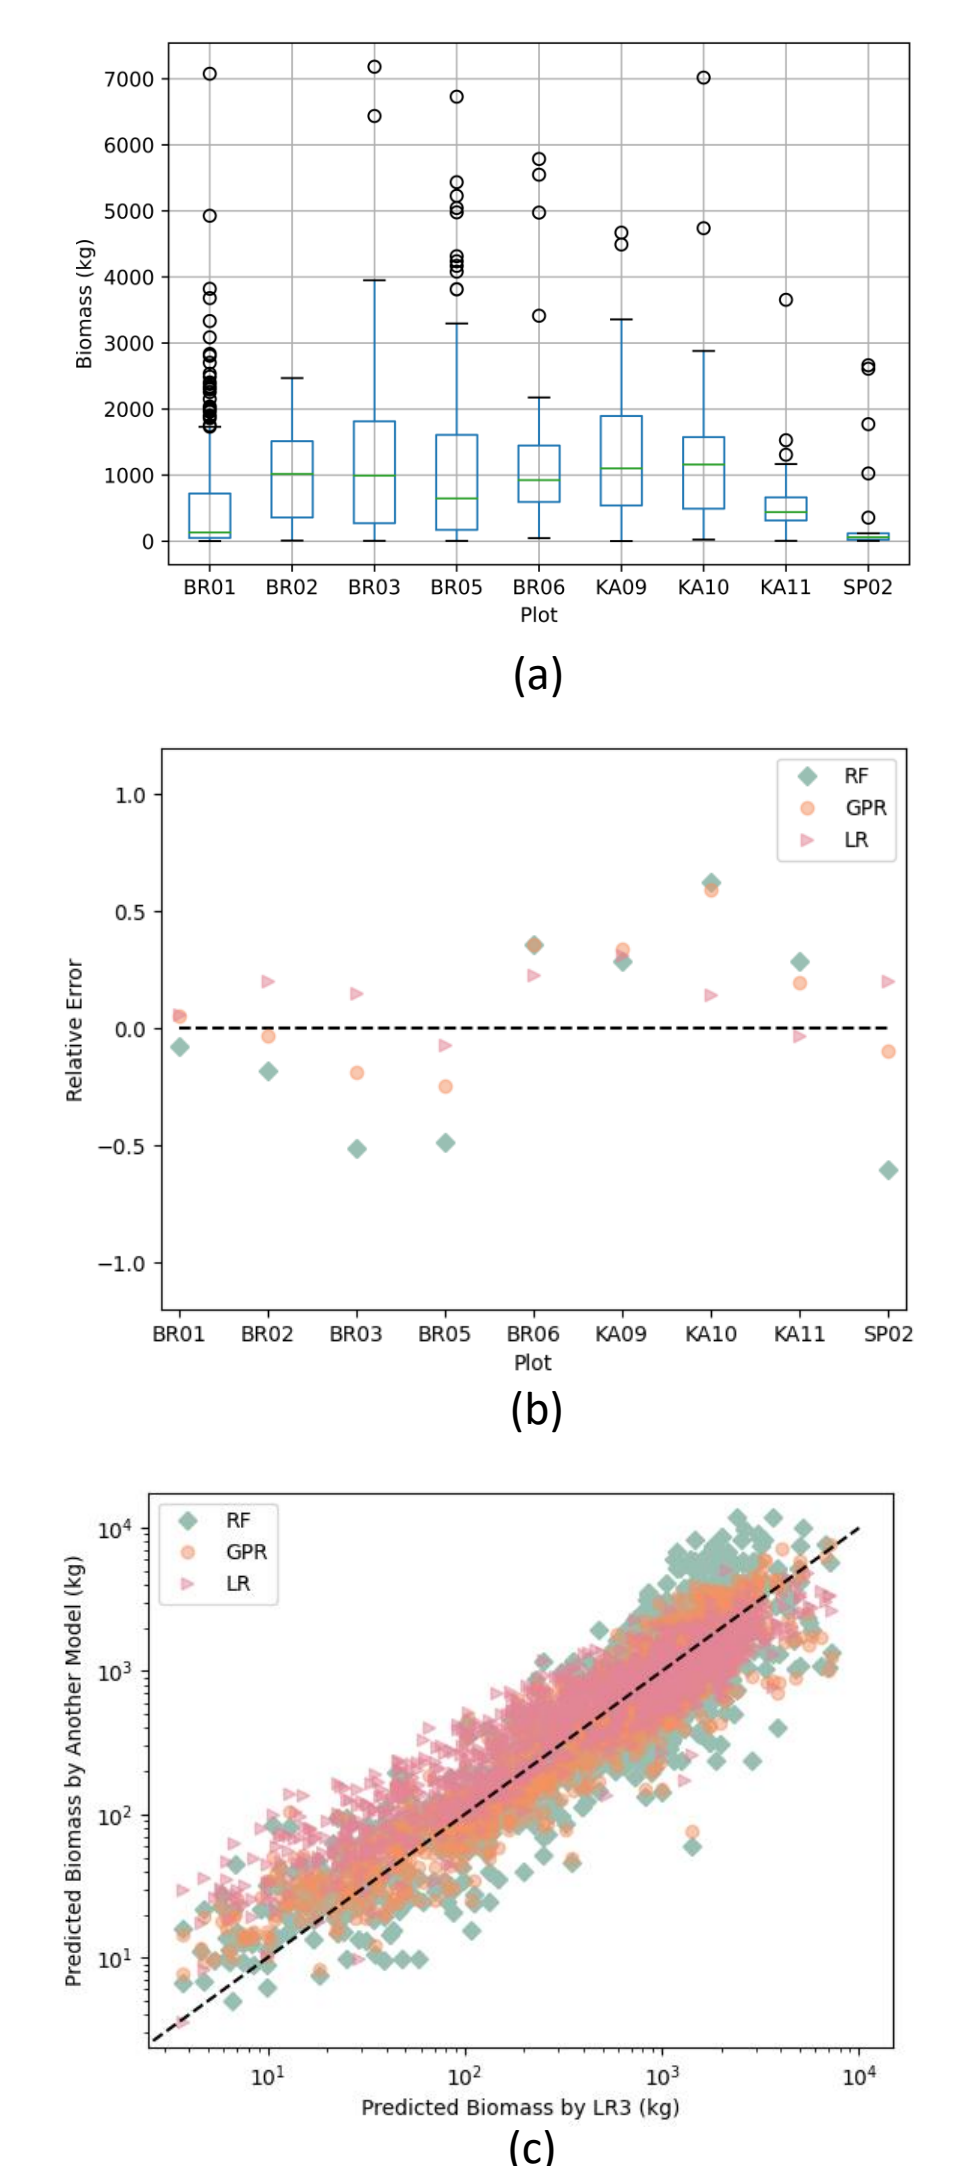 7000
6000
5000
4000
3000
2000
1000
0
Biomass (kg)
BR01 BR02 BR03 BR05 BR06 KA09 KA10 KA11 SP02
Plot
(a)
RF
GPR
LR
1.0
0.5
0.0
−0.5
−1.0
Relative Error
BR01 BR02 BR03 BR05 BR06 KA09 KA10 KA11 SP02
Plot
(b)
RF
GPR
LR
10⁴
10³
10²
10¹
Predicted Biomass by Another Model (kg)
10¹ 10² 10³ 10⁴
Predicted Biomass by LR3 (kg)
(c)